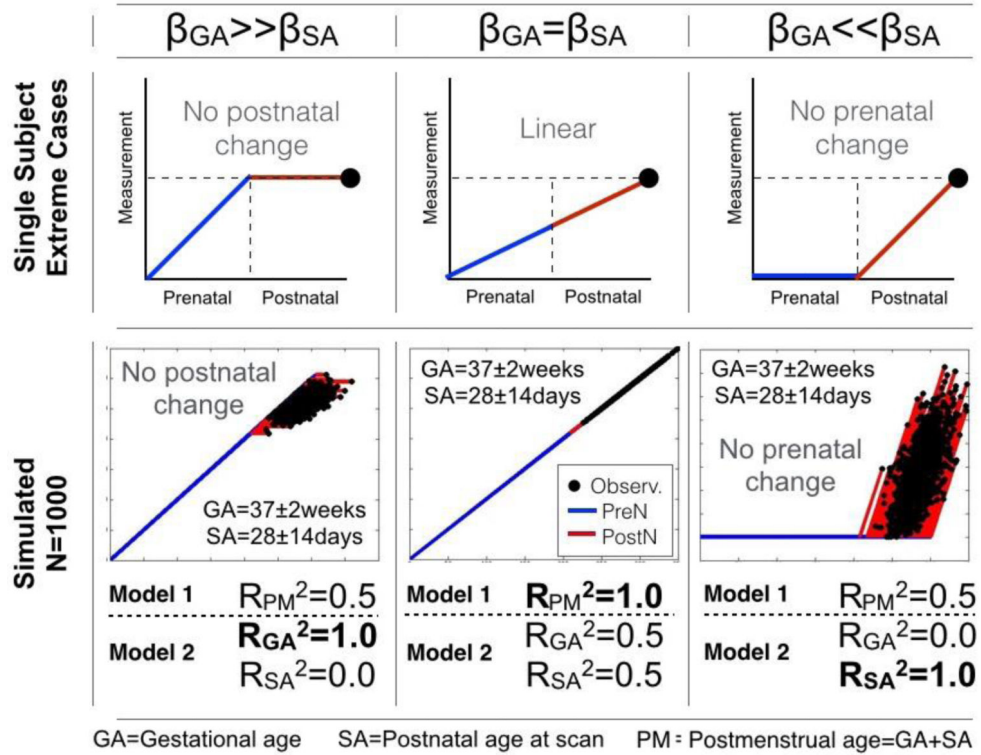 βGA>>βSA
βGA=βSA
βGA<<βSA
Single Subject
Extreme Cases
Measurement
No postnatal
change
Prenatal
Postnatal
Measurement
Linear
Prenatal
Postnatal
Measurement
No prenatal
change
Prenatal
Postnatal
Simulated
N=1000
No postnatal
change
GA=37±2weeks
SA=28±14days
GA=37±2weeks
SA=28±14days
Observ.
PreN
PostN
GA=37±2weeks
SA=28±14days
No prenatal
change
Model 1
RPM²=0.5
Model 2
RGA²=1.0
RSA²=0.0
Model 1
RPM²=1.0
Model 2
RGA²=0.5
RSA²=0.5
Model 1
RPM²=0.5
Model 2
RGA²=0.0
RSA²=1.0
GA=Gestational age SA=Postnatal age at scan PM=Postmenstrual age=GA+SA